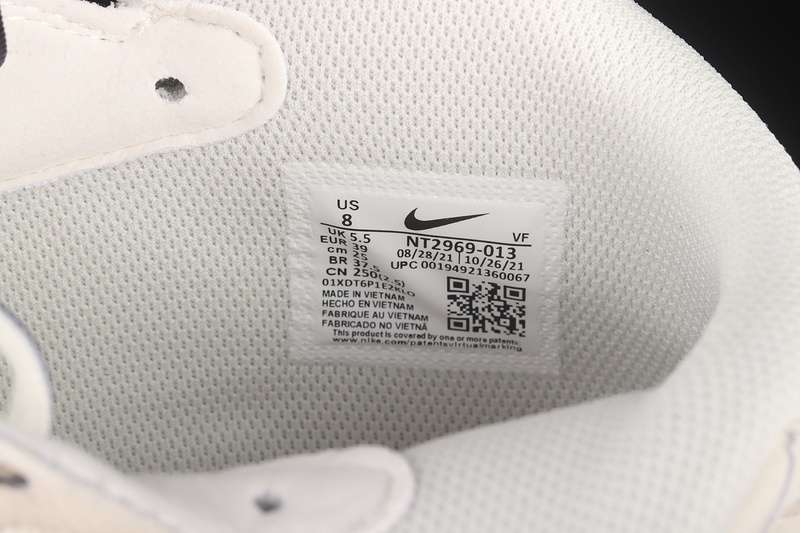 US
8
UK 5.5
EUR 39
cm 25
BR 37.5
CN 250(2.5)
NT2969-013
VF
08/28/21 | 10/26/21
UPC 00194921360067
01XDT6P1E2KLO
MADE IN VIETNAM
HECHO EN VIETNAM
FABRIQUE AU VIETNAM
FABRICADO NO VIETNÃ
This product is covered by one or more patents.
www.nike.com/patentsvirtualmarking